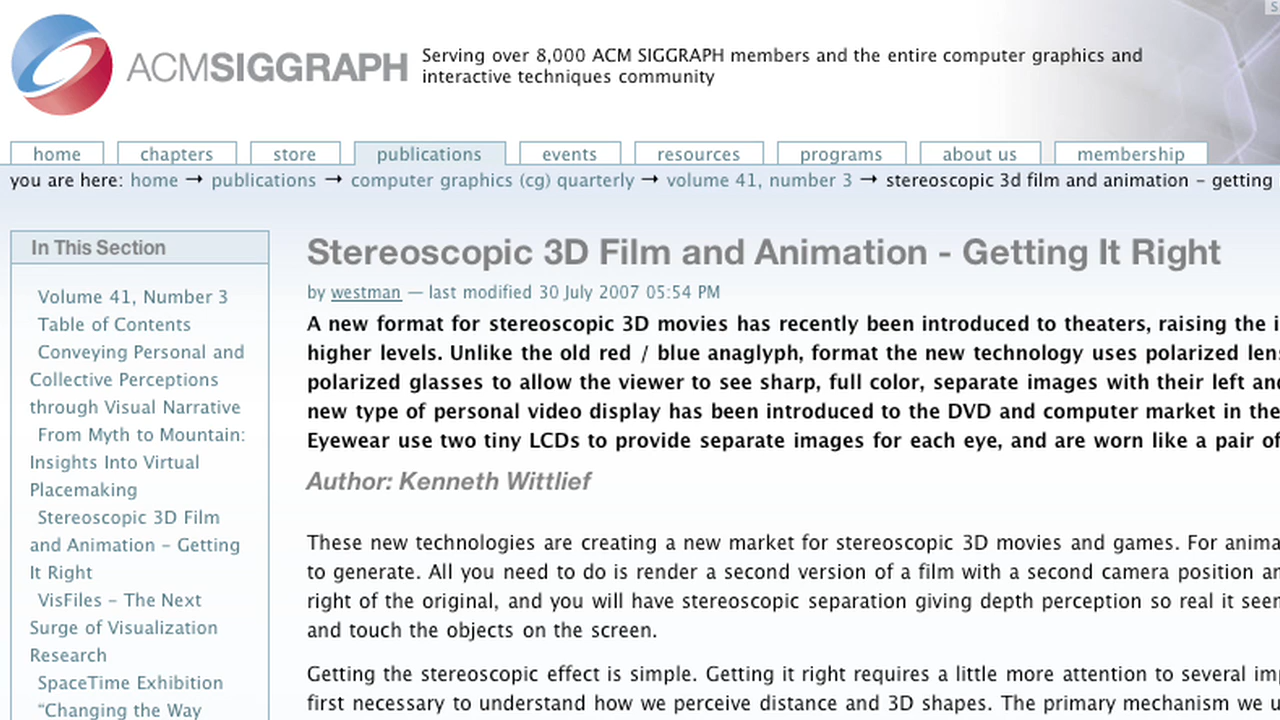 ACMSIGGRAPH
Serving over 8,000 ACM SIGGRAPH members and the entire computer graphics and
interactive techniques community
home chapters store publications events resources programs about us membership
you are here: home → publications → computer graphics (cg) quarterly → volume 41, number 3 → stereoscopic 3d film and animation – getting
In This Section
Volume 41, Number 3
Table of Contents
Conveying Personal and
Collective Perceptions
through Visual Narrative
From Myth to Mountain:
Insights Into Virtual
Placemaking
Stereoscopic 3D Film
and Animation – Getting
It Right
VisFiles – The Next
Surge of Visualization
Research
SpaceTime Exhibition
“Changing the Way
Stereoscopic 3D Film and Animation - Getting It Right
by westman — last modified 30 July 2007 05:54 PM
A new format for stereoscopic 3D movies has recently been introduced to theaters, raising the
higher levels. Unlike the old red / blue anaglyph, format the new technology uses polarized
polarized glasses to allow the viewer to see sharp, full color, separate images with their left
new type of personal video display has been introduced to the DVD and computer market in the
Eyewear use two tiny LCDs to provide separate images for each eye, and are worn like a pair of
Author: Kenneth Wittlief
These new technologies are creating a new market for stereoscopic 3D movies and games. For
to generate. All you need to do is render a second version of a film with a second camera position
right of the original, and you will have stereoscopic separation giving depth perception so real it
and touch the objects on the screen.
Getting the stereoscopic effect is simple. Getting it right requires a little more attention to several
first necessary to understand how we perceive distance and 3D shapes. The primary mechanism we